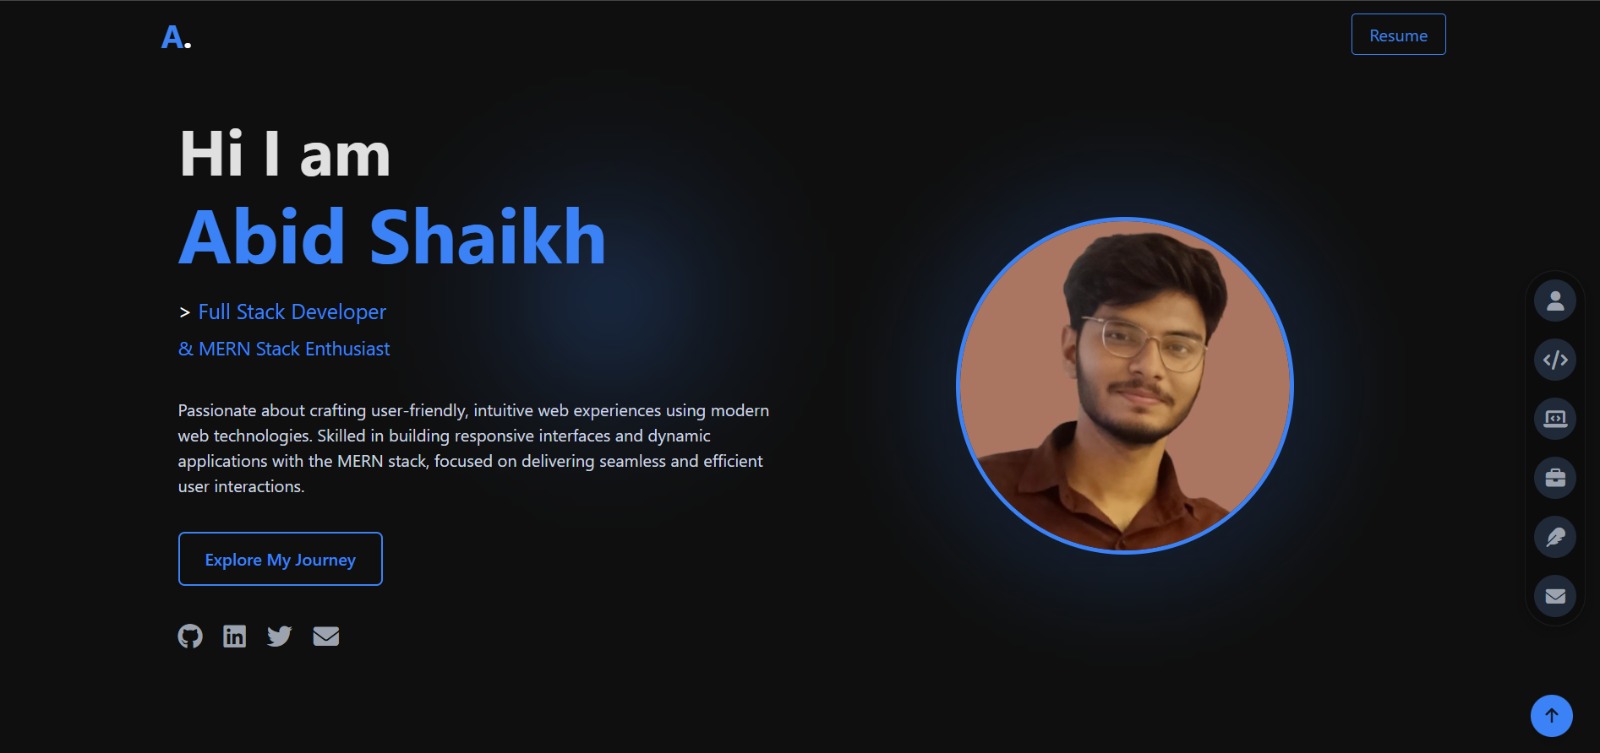 A.
Resume
Hi I am
Abid Shaikh
> Full Stack Developer
& MERN Stack Enthusiast
Passionate about crafting user-friendly, intuitive web experiences using modern
web technologies. Skilled in building responsive interfaces and dynamic
applications with the MERN stack, focused on delivering seamless and efficient
user interactions.
Explore My Journey